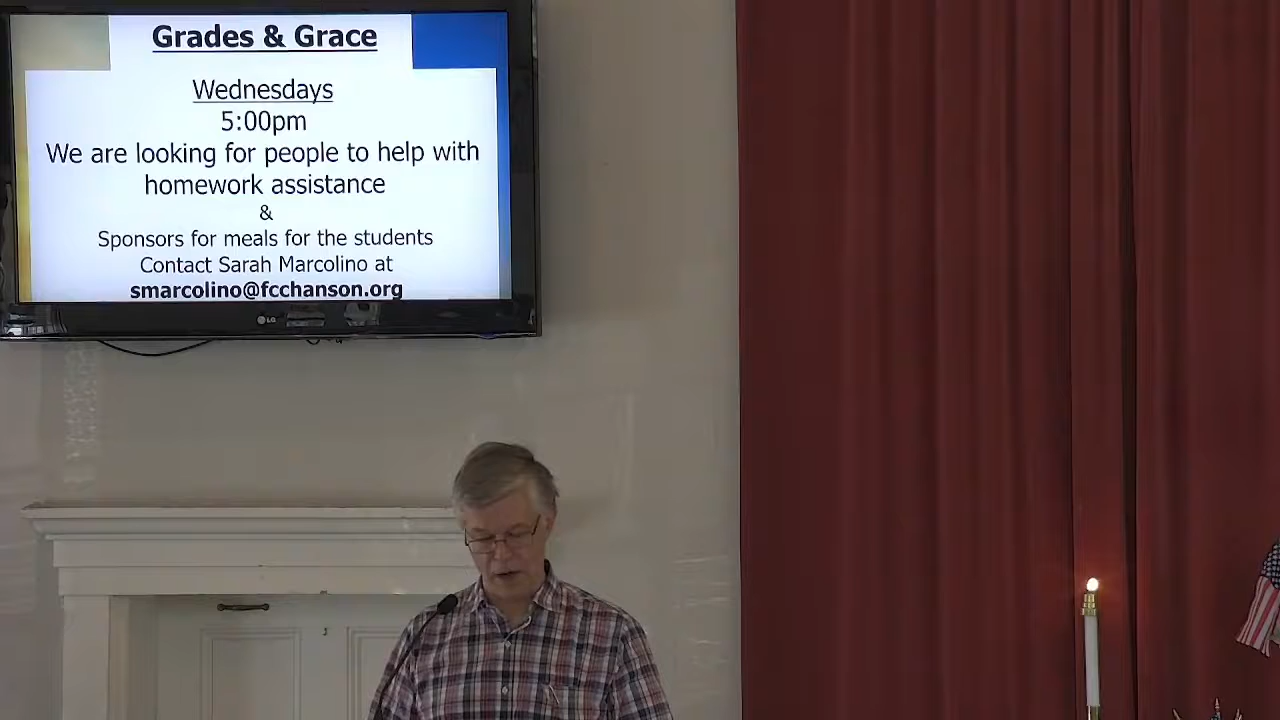 Grades & Grace
Wednesdays
5:00pm
We are looking for people to help with
homework assistance
&
Sponsors for meals for the students
Contact Sarah Marcolino at
smarcolino@fcchanson.org
LG